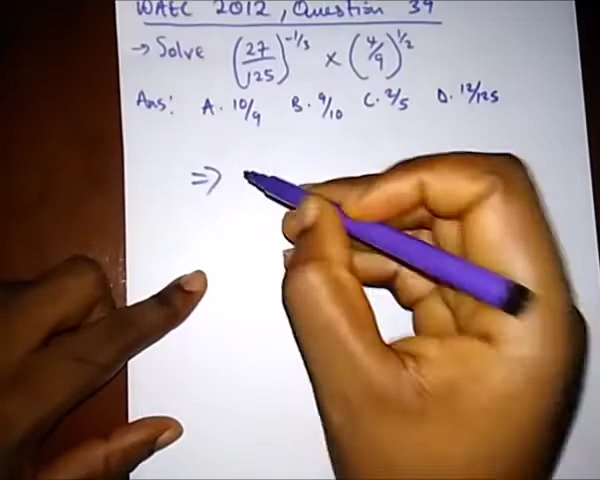 WAEC 2012, Question 39
→ Solve (27/125)^-1/3 × (4/9)^1/2
Ans: A. 10/9 B. 9/10 C. 2/5 D. 12/125
⇒